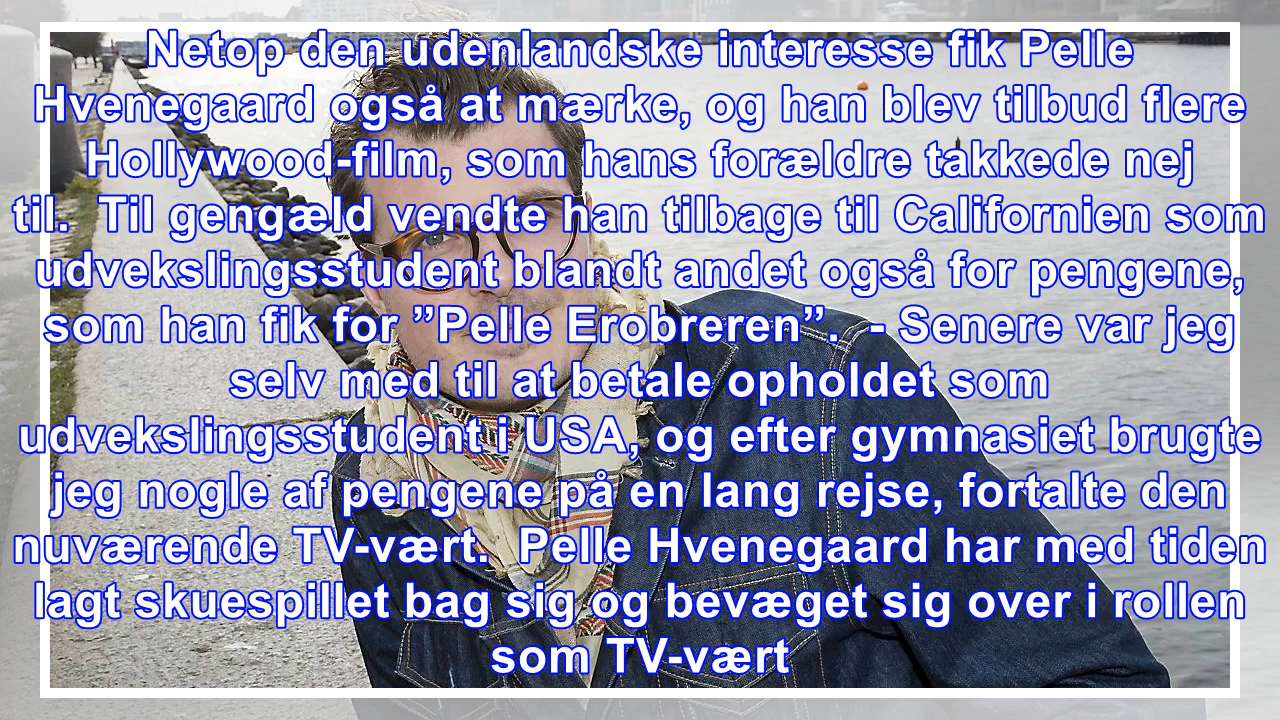 Netop den udenlandske interesse fik Pelle
Hvenegaard også at mærke, og han blev tilbud flere
Hollywood-film, som hans forældre takkede nej
til.  Til gengæld vendte han tilbage til Californien som
udvekslingsstudent blandt andet også for pengene,
som han fik for ”Pelle Erobreren”.  - Senere var jeg
selv med til at betale opholdet som
udvekslingsstudent i USA, og efter gymnasiet brugte
jeg nogle af pengene på en lang rejse, fortalte den
nuværende TV-vært.  Pelle Hvenegaard har med tiden
lagt skuespillet bag sig og bevæget sig over i rollen
som TV-vært